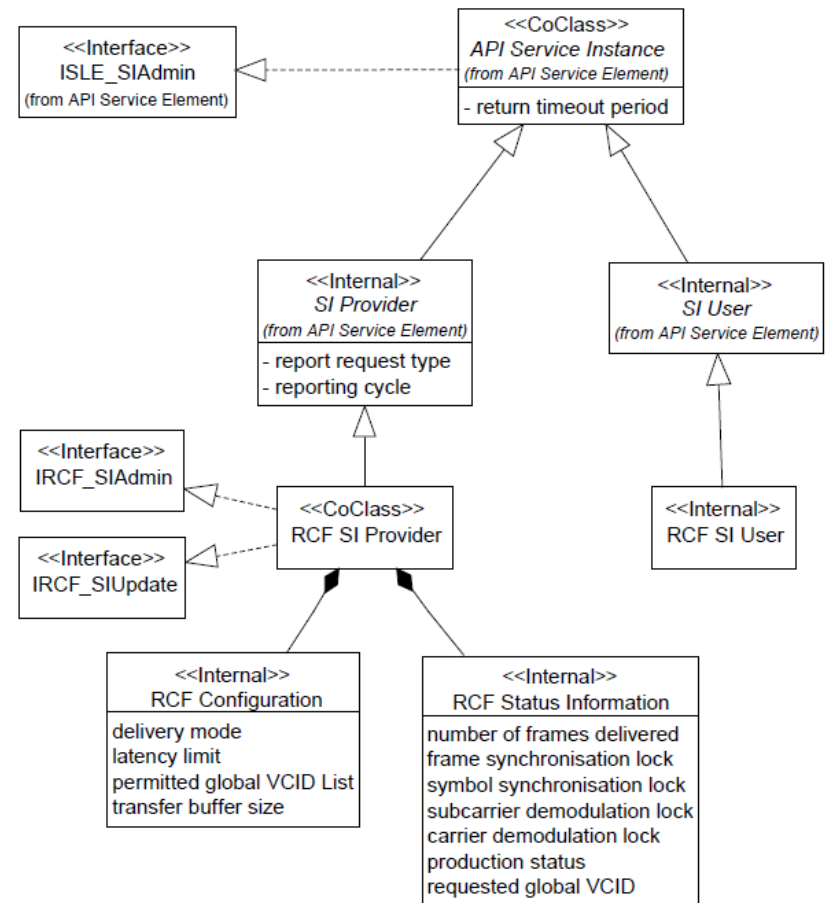 <<Interface>>
ISLE_SIAdmin
(from API Service Element)
<<CoClass>>
API Service Instance
(from API Service Element)
- return timeout period
<<Internal>>
SI Provider
(from API Service Element)
- report request type
- reporting cycle
<<Internal>>
SI User
(from API Service Element)
<<Interface>>
IRCF_SIAdmin
<<Interface>>
IRCF_SIUpdate
<<CoClass>>
RCF SI Provider
<<Internal>>
RCF SI User
<<Internal>>
RCF Configuration
delivery mode
latency limit
permitted global VCID List
transfer buffer size
<<Internal>>
RCF Status Information
number of frames delivered
frame synchronisation lock
symbol synchronisation lock
subcarrier demodulation lock
carrier demodulation lock
production status
requested global VCID